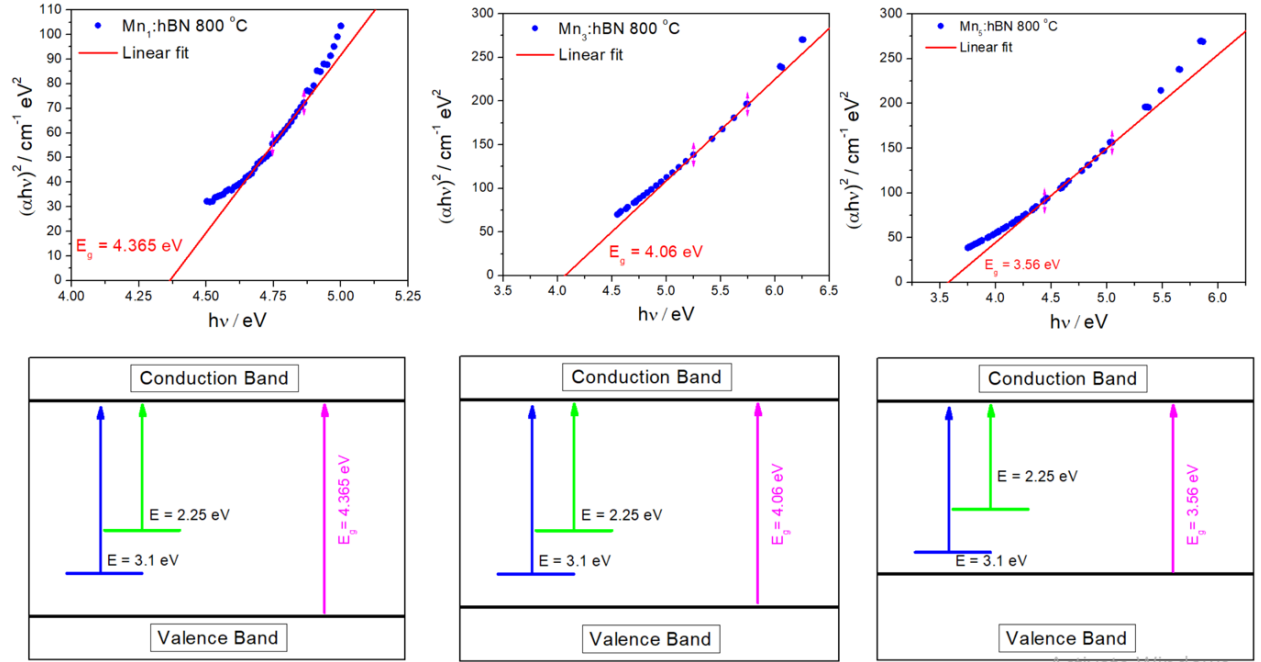 Mn1:hBN 800 °C
Linear fit
(αhν)2 / cm-1 eV2
110
100
90
80
70
60
50
40
30
20
10
0
Eg = 4.365 eV
4.00 4.25 4.50 4.75 5.00 5.25
hν / eV
Mn3:hBN 800 °C
Linear fit
(αhν)2 / cm-1 eV2
300
250
200
150
100
50
0
Eg = 4.06 eV
3.5 4.0 4.5 5.0 5.5 6.0 6.5
hν / eV
Mn5:hBN 800 °C
Linear fit
(αhν)2 / cm-1 eV2
300
250
200
150
100
50
0
Eg = 3.56 eV
3.5 4.0 4.5 5.0 5.5 6.0
hν / eV
Conduction Band
E = 2.25 eV
E = 3.1 eV
Eg = 4.365 eV
Valence Band
Conduction Band
E = 2.25 eV
E = 3.1 eV
Eg = 4.06 eV
Valence Band
Conduction Band
E = 2.25 eV
E = 3.1 eV
Eg = 3.56 eV
Valence Band